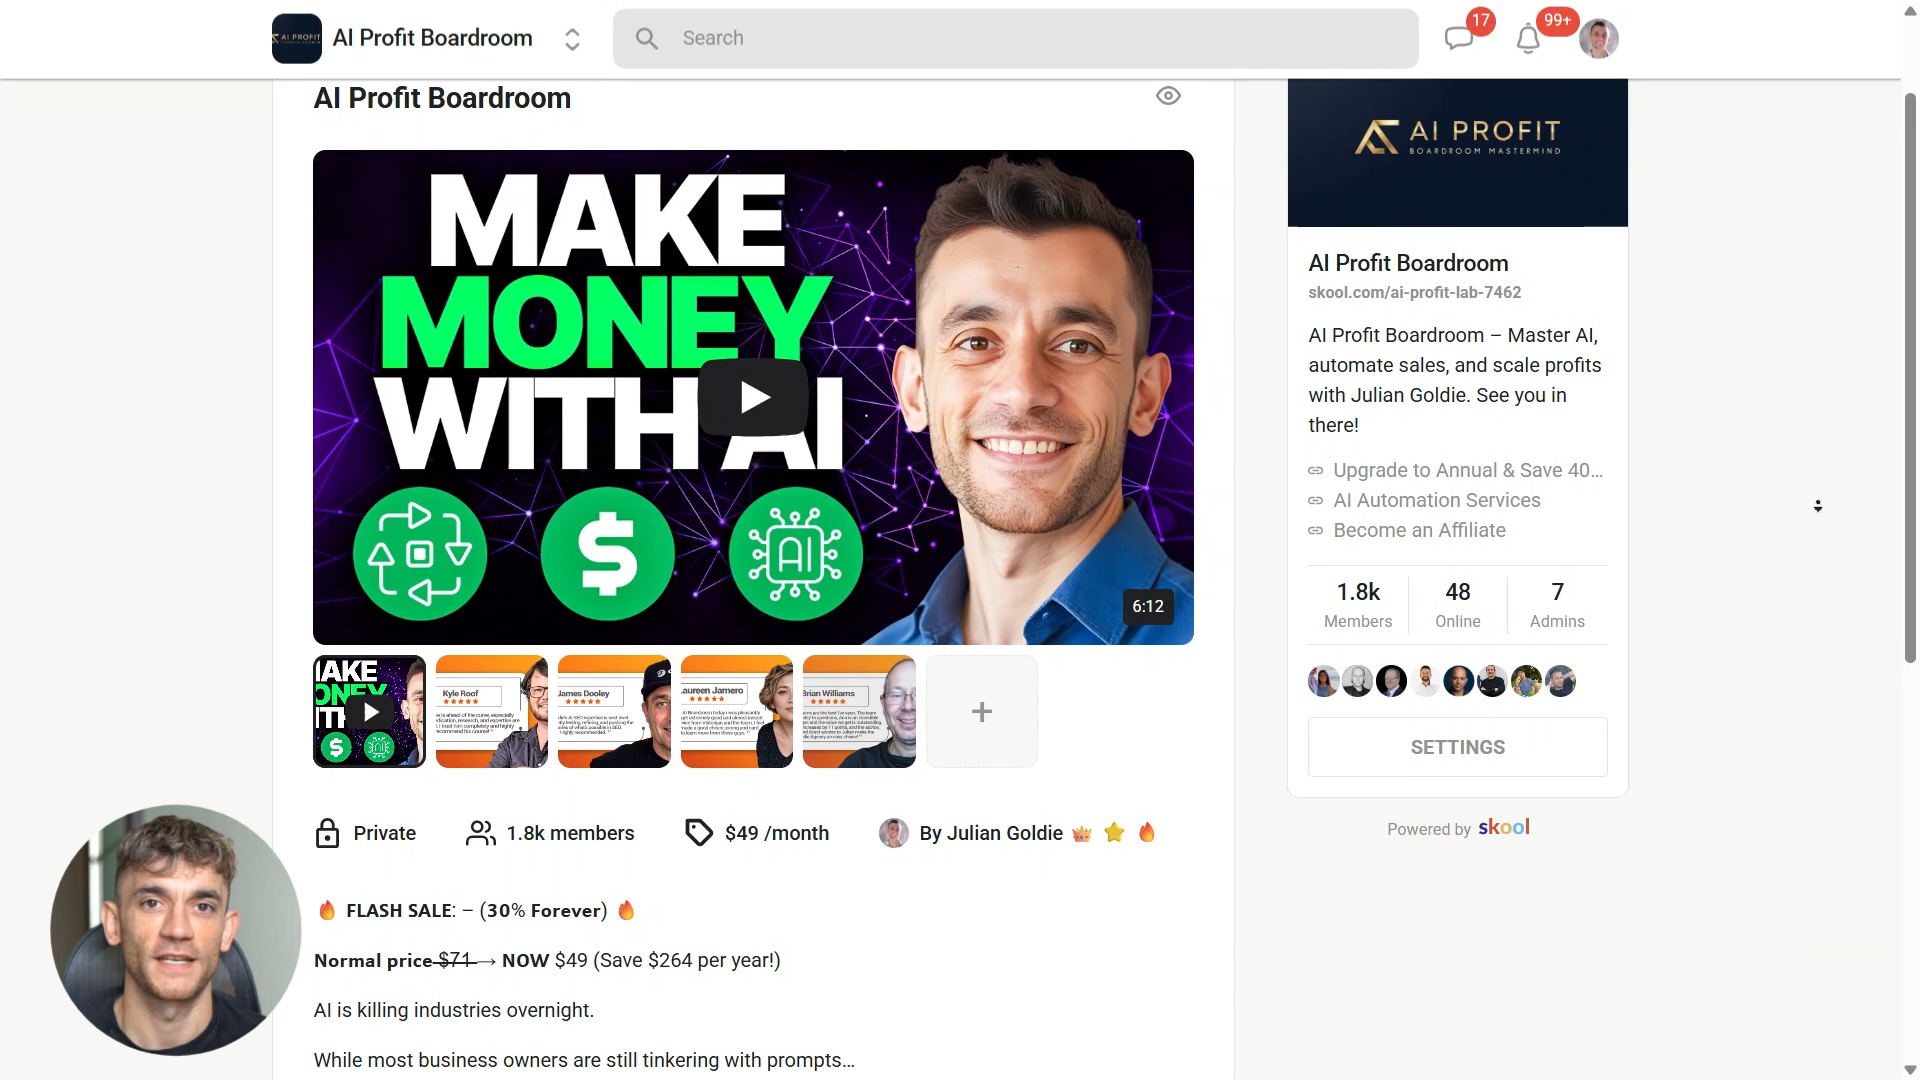 AI PROFIT
AI Profit Boardroom
Search
17
99+
AI Profit Boardroom
MAKE
MONEY
WITH AI
$
AI
6:12
Kyle Roof
James Dooley
Laureen Jamero
Brian Williams
Private
1.8k members
$49 /month
By Julian Goldie
FLASH SALE: – (30% Forever)
Normal price $71 → NOW $49 (Save $264 per year!)
AI is killing industries overnight.
While most business owners are still tinkering with prompts...
AI PROFIT
BOARDROOM MASTERMIND
AI Profit Boardroom
skool.com/ai-profit-lab-7462
AI Profit Boardroom – Master AI,
automate sales, and scale profits
with Julian Goldie. See you in
there!
Upgrade to Annual & Save 40...
AI Automation Services
Become an Affiliate
1.8k
Members
48
Online
7
Admins
SETTINGS
Powered by skool